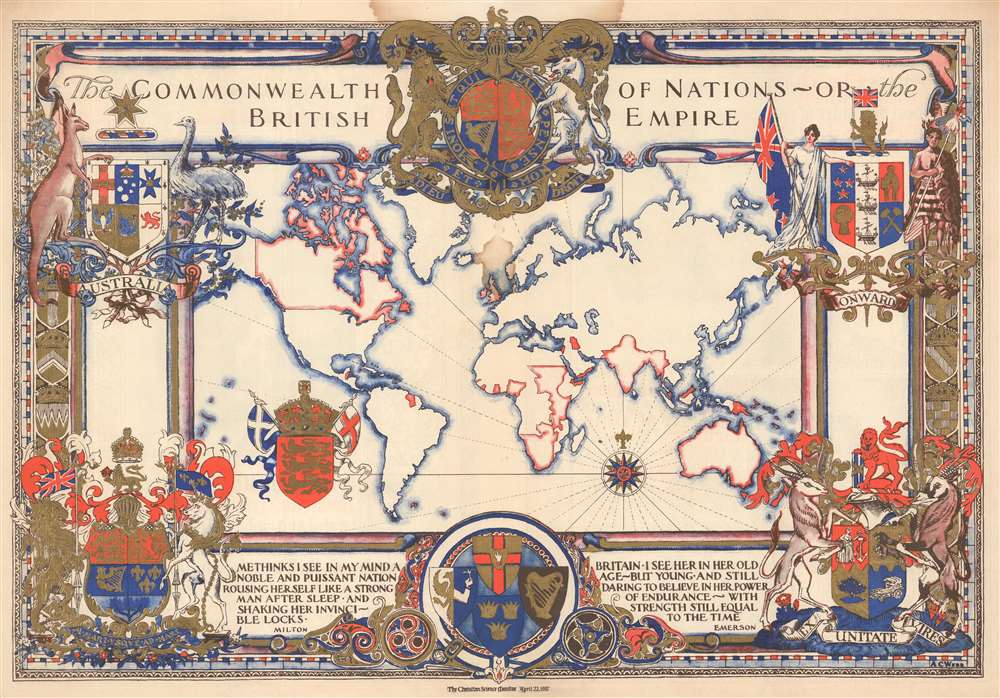 The COMMONWEALTH OF NATIONS~OR the
BRITISH EMPIRE
AUSTRALIA
ONWARD
METHINKS I SEE IN MY MIND A
NOBLE AND PUISSANT NATION
ROUSING HERSELF LIKE A STRONG
MAN AFTER SLEEP · AND
SHAKING HER INVINCI~
BLE LOCKS ·
MILTON
BRITAIN · I SEE HER IN HER OLD
AGE~BUT YOUNG · AND STILL
DARING TO BELIEVE IN HER POWER
OF ENDURANCE~ WITH
STRENGTH STILL EQUAL
TO THE TIME
EMERSON
UNITATE
The Christian Science Monitor April 22, 1937